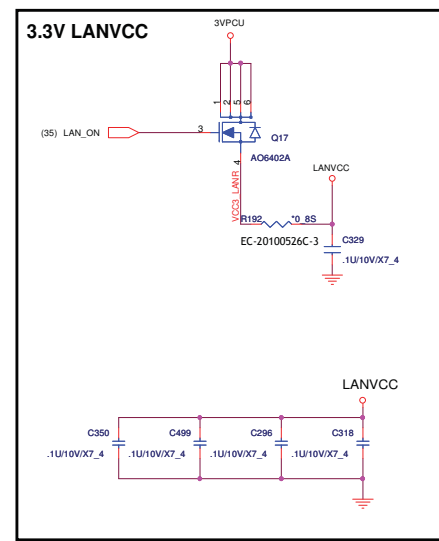 3.3V LANVCC
3VPCU
1
2
5
6
(35) LAN_ON
3
Q17
AO6402A
4
VCC3_LANR
LANVCC
R192
*0_8S
EC-20100526C-3
C329
.1U/10V/X7_4
LANVCC
C350
C499
C296
C318
.1U/10V/X7_4
.1U/10V/X7_4
.1U/10V/X7_4
.1U/10V/X7_4